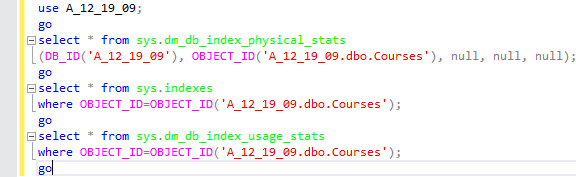 use A_12_19_09;
go
select * from sys.dm_db_index_physical_stats
(DB_ID('A_12_19_09'), OBJECT_ID('A_12_19_09.dbo.Courses'), null, null, null);
go
select * from sys.indexes
where OBJECT_ID=OBJECT_ID('A_12_19_09.dbo.Courses');
go
select * from sys.dm_db_index_usage_stats
where OBJECT_ID=OBJECT_ID('A_12_19_09.dbo.Courses');
go